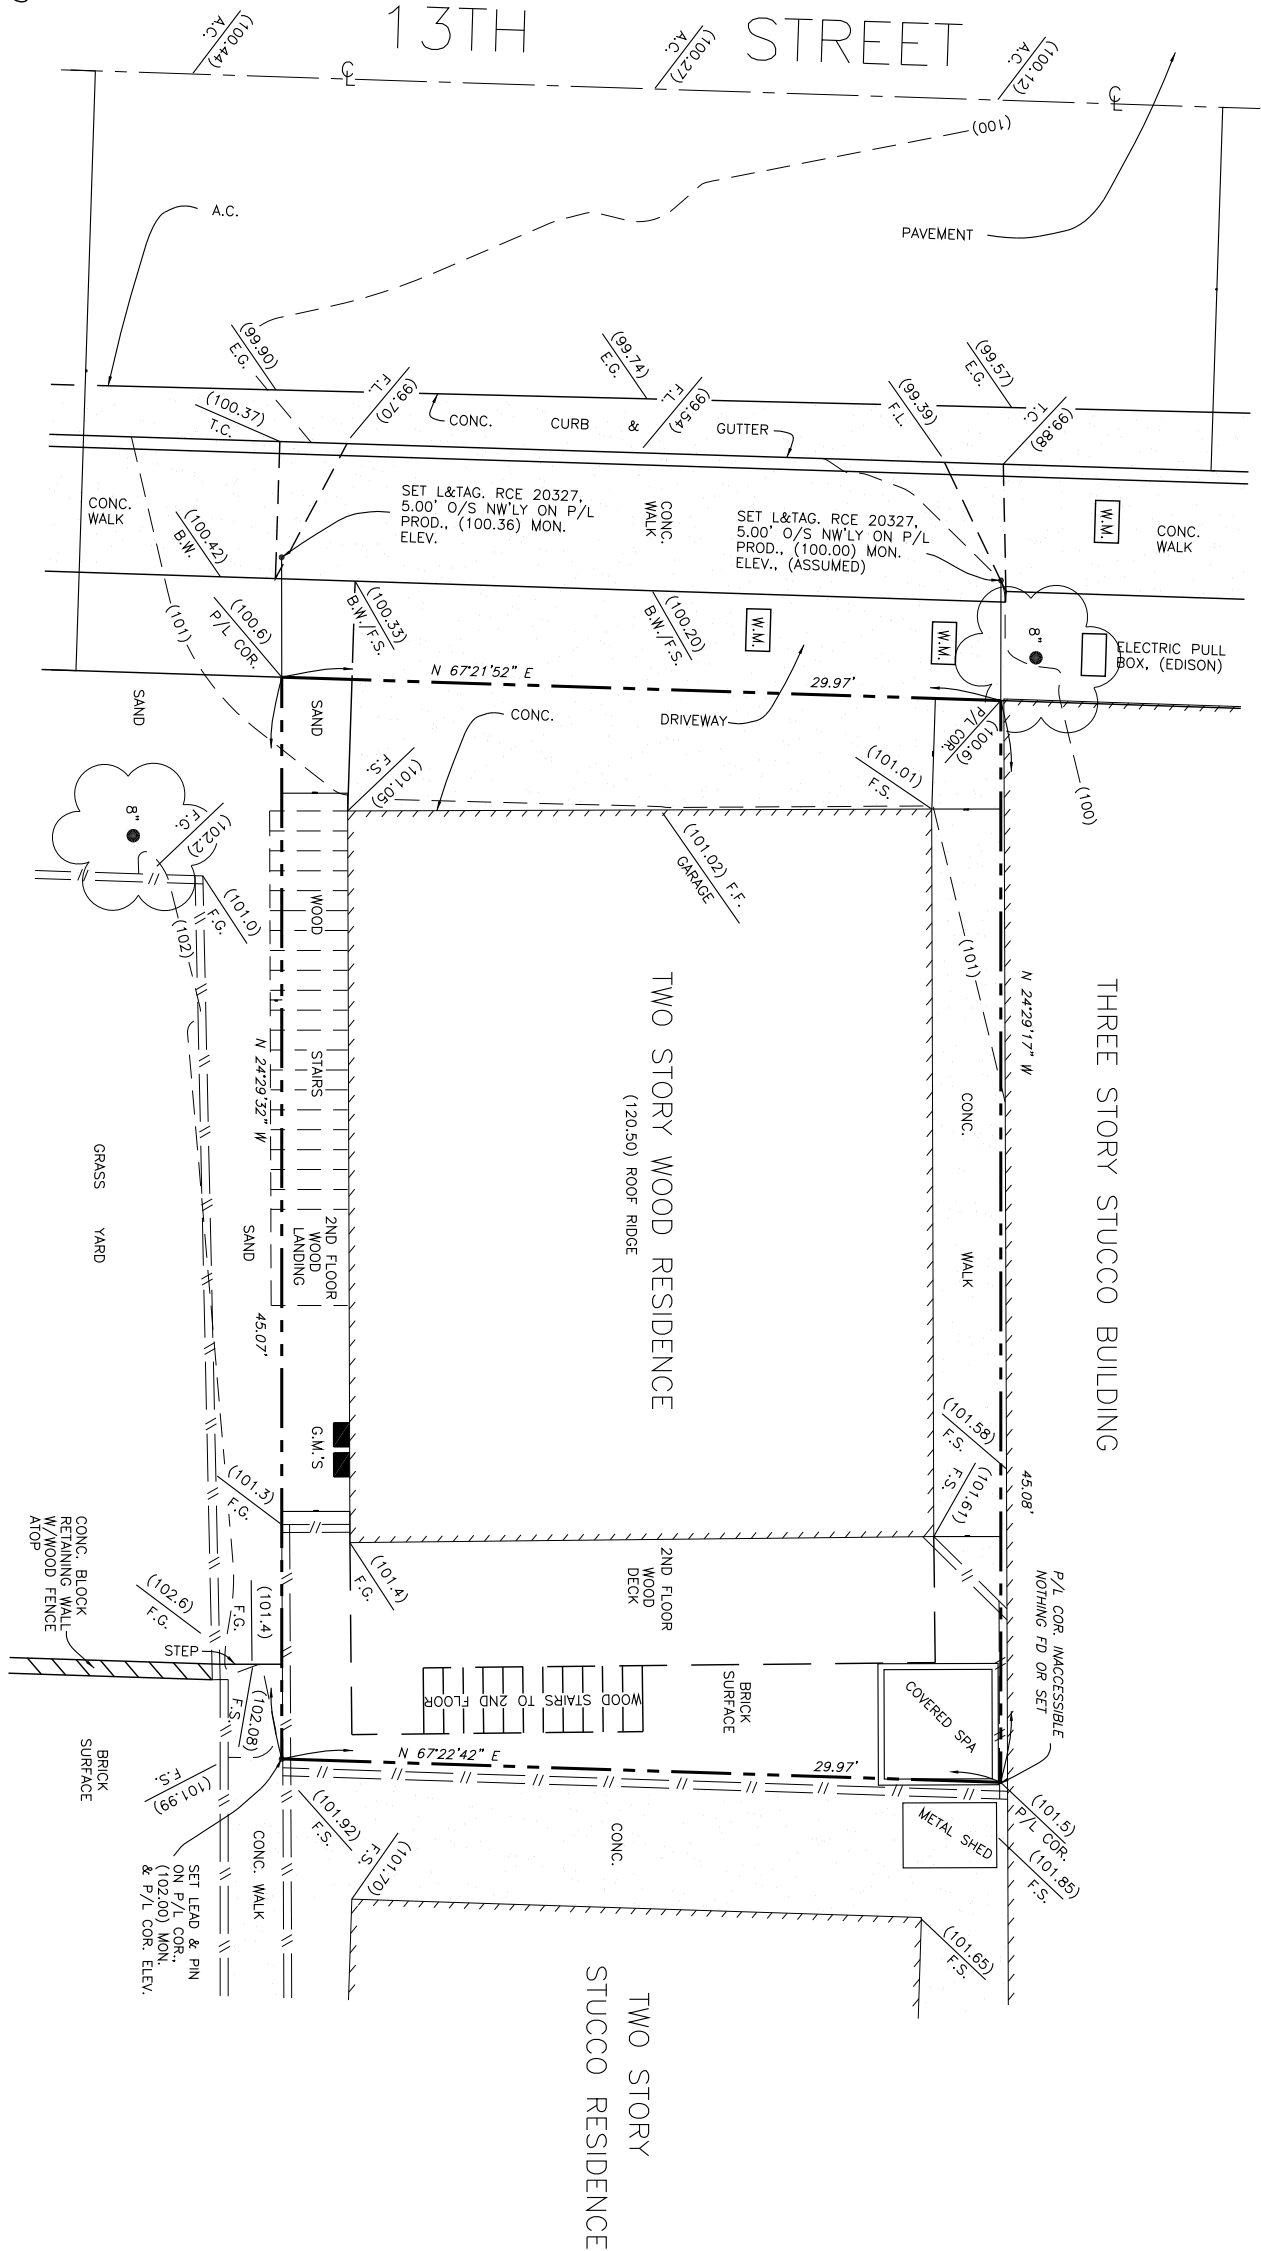 13TH STREET
(100.44)
A.C.
(100.27)
A.C.
(100.12)
A.C.
(100)
A.C.
PAVEMENT
(99.90)
E.G.
(99.74)
E.G.
(99.57)
E.G.
(99.70)
F.L.
(99.54)
F.L.
(99.39)
F.L.
(99.88)
T.C.
(100.37)
T.C.
CONC. CURB & GUTTER
CONC.
WALK
SET L&TAG. RCE 20327,
5.00' O/S NW'LY ON P/L
PROD., (100.36) MON.
ELEV.
CONC.
WALK
SET L&TAG. RCE 20327,
5.00' O/S NW'LY ON P/L
PROD., (100.00) MON.
ELEV., (ASSUMED)
W.M.
CONC.
WALK
(100.42)
B.W.
(101)
(100.6)
P/L COR.
(100.33)
B.W./F.S.
(100.20)
B.W./F.S.
W.M.
W.M.
8"
ELECTRIC PULL
BOX, (EDISON)
N 67°21'52" E
29.97'
SAND
SAND
CONC.
DRIVEWAY
(100.6)
P/L COR.
(100)
(101.05)
F.S.
(101.01)
F.S.
8"
(102.2)
F.G.
(101.0)
F.G.
(102)
(101.02) F.F.
GARAGE
WOOD
STAIRS
(101)
N 24°29'17" W
N 24°29'32" W
TWO STORY WOOD RESIDENCE
(120.50) ROOF RIDGE
THREE STORY STUCCO BUILDING
CONC.
WALK
GRASS YARD
SAND
2ND FLOOR
WOOD
LANDING
45.07'
G.M.'S
(101.58)
F.S.
(101.61)
F.S.
45.08'
(101.3)
F.G.
(101.4)
F.G.
2ND FLOOR
WOOD
DECK
CONC. BLOCK
RETAINING WALL
W/WOOD FENCE
ATOP
(102.6)
F.G.
(101.4)
F.G.
STEP
P/L COR. INACCESSIBLE
NOTHING FD OR SET
(102.08)
F.S.
WOOD STAIRS TO 2ND FLOOR
BRICK
SURFACE
COVERED SPA
BRICK
SURFACE
(101.99)
F.S.
N 67°22'42" E
29.97'
(101.92)
F.S.
(101.70)
F.S.
CONC.
METAL SHED
(101.5)
P/L COR.
(101.85)
F.S.
CONC. WALK
SET LEAD & PIN
ON P/L COR.,
(102.00) MON.
& P/L COR. ELEV.
(101.65)
F.S.
TWO STORY
STUCCO RESIDENCE